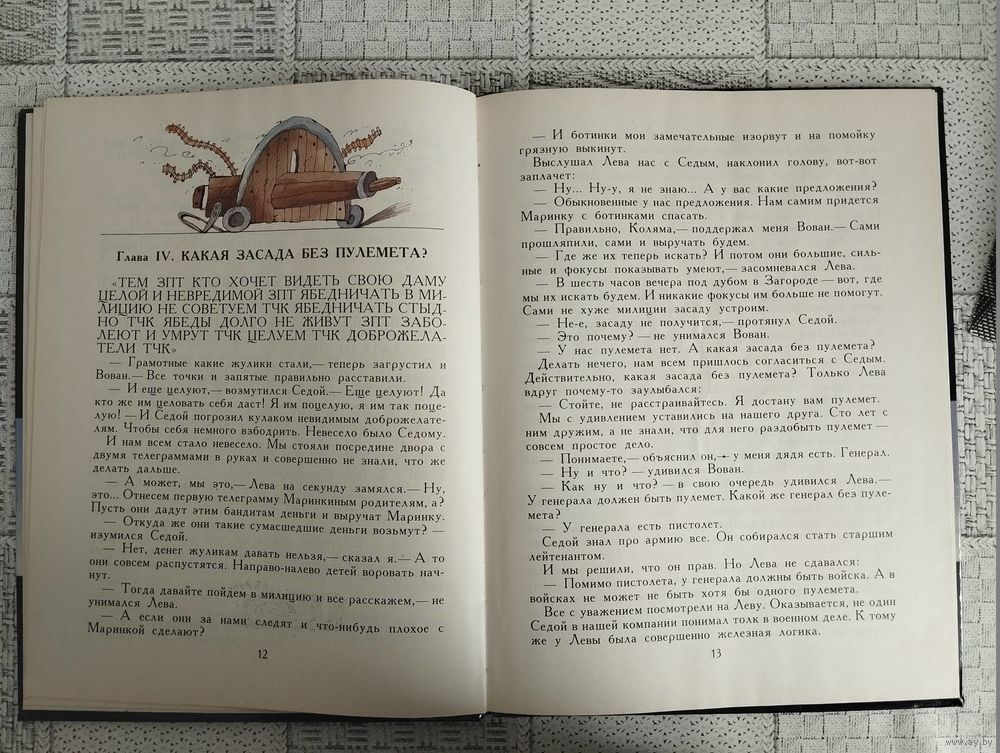 Глава IV. КАКАЯ ЗАСАДА БЕЗ ПУЛЕМЕТА?
«ТЕМ ЗПТ КТО ХОЧЕТ ВИДЕТЬ СВОЮ ДАМУ
ЦЕЛОЙ И НЕВРЕДИМОЙ ЗПТ ЯБЕДНИЧАТЬ В МИ-
ЛИЦИЮ НЕ СОВЕТУЕМ ТЧК ЯБЕДНИЧАТЬ СТЫД-
НО ТЧК ЯБЕДЫ ДОЛГО НЕ ЖИВУТ ЗПТ ЗАБО-
ЛЕЮТ И УМРУТ ТЧК ЦЕЛУЕМ ТЧК ДОБРОЖЕЛА-
ТЕЛИ ТЧК»
— Грамотные какие жулики стали,— теперь загрустил и
Вован.— Все точки и запятые правильно расставили.
— И еще целуют,— возмутился Седой.— Еще целуют! Да
кто же им целовать себя даст! Я им поцелую, я им так поце-
лую! — И Седой погрозил кулаком невидимым доброжелате-
лям. Чтобы себя немного взбодрить. Невесело было Седому.
И нам всем стало невесело. Мы стояли посредине двора с
двумя телеграммами в руках и совершенно не знали, что же
делать дальше.
— А может, мы это,— Лева на секунду замялся.— Ну,
это... Отнесем первую телеграмму Маринкиным родителям, а?
Пусть они дадут этим бандитам деньги и выручат Маринку.
— Откуда же они такие сумасшедшие деньги возьмут? —
изумился Седой.
— Нет, денег жуликам давать нельзя,— сказал я.— А то
они совсем распустятся. Направо-налево детей воровать нач-
нут.
— Тогда давайте пойдем в милицию и все расскажем,— не
унимался Лева.
— А если они за нами следят и что-нибудь плохое с
Маринкой сделают?
12
— И ботинки мои замечательные изорвут и на помойку
грязную выкинут.
Выслушал Лева нас с Седым, наклонил голову, вот-вот
заплачет:
— Ну... Ну-у, я не знаю... А у вас какие предложения?
— Обыкновенные у нас предложения. Нам самим придется
Маринку с ботинками спасать.
— Правильно, Коляма,— поддержал меня Вован.— Сами
прошляпили, сами и выручать будем.
— Где же их теперь искать? И потом они большие, силь-
ные и фокусы показывать умеют,— засомневался Лева.
— В шесть часов вечера под дубом в Загороде — вот, где
мы их искать будем. И никакие фокусы им больше не помогут.
Сами не хуже милиции засаду устроим.
— Не-е, засаду не получится,— протянул Седой.
— Это почему? — не унимался Вован.
— У нас пулемета нет. А какая засада без пулемета?
Делать нечего, нам всем пришлось согласиться с Седым.
Действительно, какая засада без пулемета? Только Лева
вдруг почему-то заулыбался:
— Стойте, не расстраивайтесь. Я достану вам пулемет.
Мы с удивлением уставились на нашего друга. Сто лет с
ним дружим, а не знали, что для него раздобыть пулемет —
совсем простое дело.
— Понимаете,— объяснил он,— у меня дядя есть. Генерал.
— Ну и что? — удивился Вован.
— Как ну и что? — в свою очередь удивился Лева.—
У генерала должен быть пулемет. Какой же генерал без пуле-
мета?
— У генерала есть пистолет.
Седой знал про армию все. Он собирался стать старшим
лейтенантом.
И мы решили, что он прав. Но Лева не сдавался:
— Помимо пистолета, у генерала должны быть войска. А в
войсках не может не быть хотя бы одного пулемета.
Все с уважением посмотрели на Леву. Оказывается, не один
Седой в нашей компании понимал толк в военном деле. К тому
же у Левы была совершенно железная логика.
13
www.ay.by